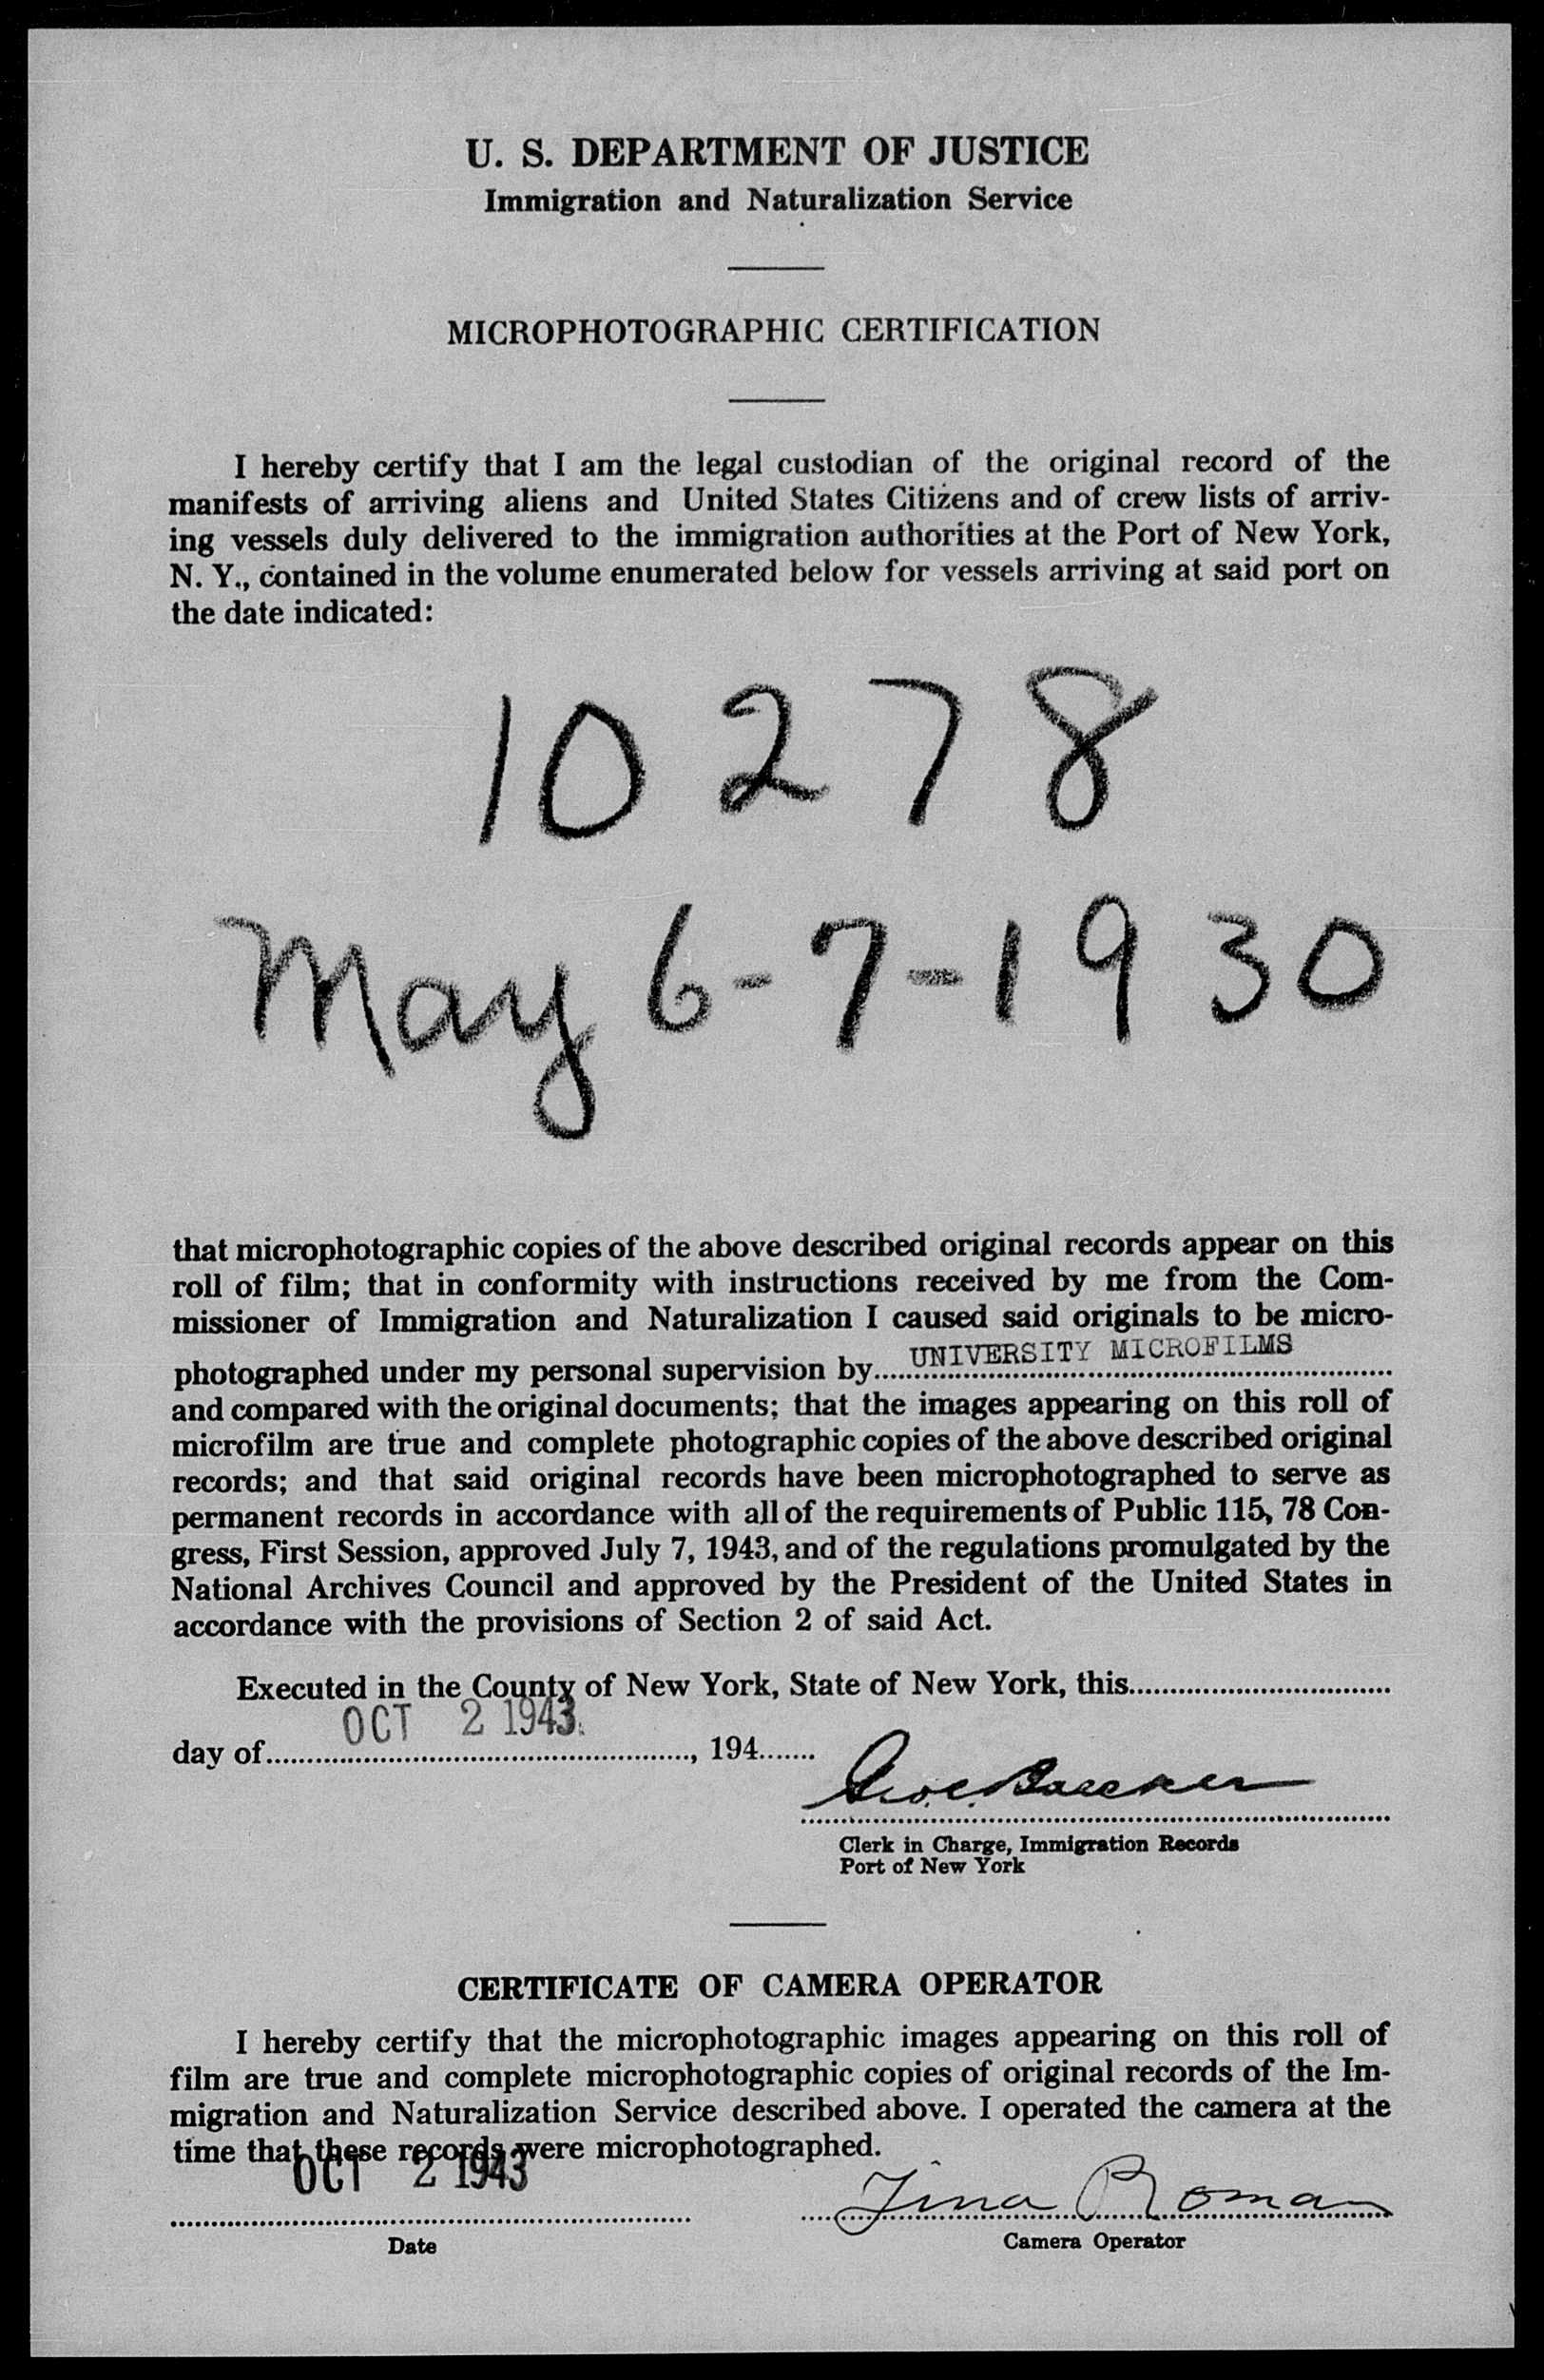 U. S. DEPARTMENT OF JUSTICE
Immigration and Naturalization Service
MICROPHOTOGRAPHIC CERTIFICATION
I hereby certify that I am the legal custodian of the original record of the
manifests of arriving aliens and United States Citizens and of crew lists of arriv-
ing vessels duly delivered to the immigration authorities at the Port of New York,
N. Y., contained in the volume enumerated below for vessels arriving at said port on
the date indicated:
10278
May 6-7-1930
that microphotographic copies of the above described original records appear on this
roll of film; that in conformity with instructions received by me from the Com-
missioner of Immigration and Naturalization I caused said originals to be micro-
photographed under my personal supervision by UNIVERSITY MICROFILMS
and compared with the original documents; that the images appearing on this roll of
microfilm are true and complete photographic copies of the above described original
records; and that said original records have been microphotographed to serve as
permanent records in accordance with all of the requirements of Public 115, 78 Con-
gress, First Session, approved July 7, 1943, and of the regulations promulgated by the
National Archives Council and approved by the President of the United States in
accordance with the provisions of Section 2 of said Act.
Executed in the County of New York, State of New York, this
OCT 2 1943
day of , 194
Clerk in Charge, Immigration Records
Port of New York
CERTIFICATE OF CAMERA OPERATOR
I hereby certify that the microphotographic images appearing on this roll of
film are true and complete microphotographic copies of original records of the Im-
migration and Naturalization Service described above. I operated the camera at the
time that these records were microphotographed.
OCT 2 1943
Tina Roman
Date
Camera Operator